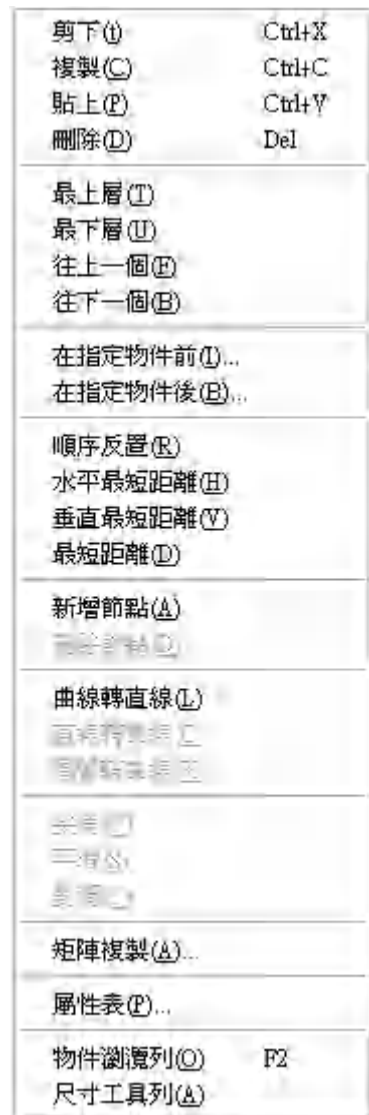 剪下(t) Ctrl+X
複製(C) Ctrl+C
貼上(P) Ctrl+V
刪除(D) Del
最上層(T)
最下層(U)
往上一個(F)
往下一個(B)
在指定物件前(I)...
在指定物件後(E)...
順序反置(R)
水平最短距離(H)
垂直最短距離(V)
最短距離(D)
新增節點(A)
曲線轉直線(L)
矩陣複製(A)...
屬性表(P)...
物件瀏灠列(O) F2
尺寸工具列(A)